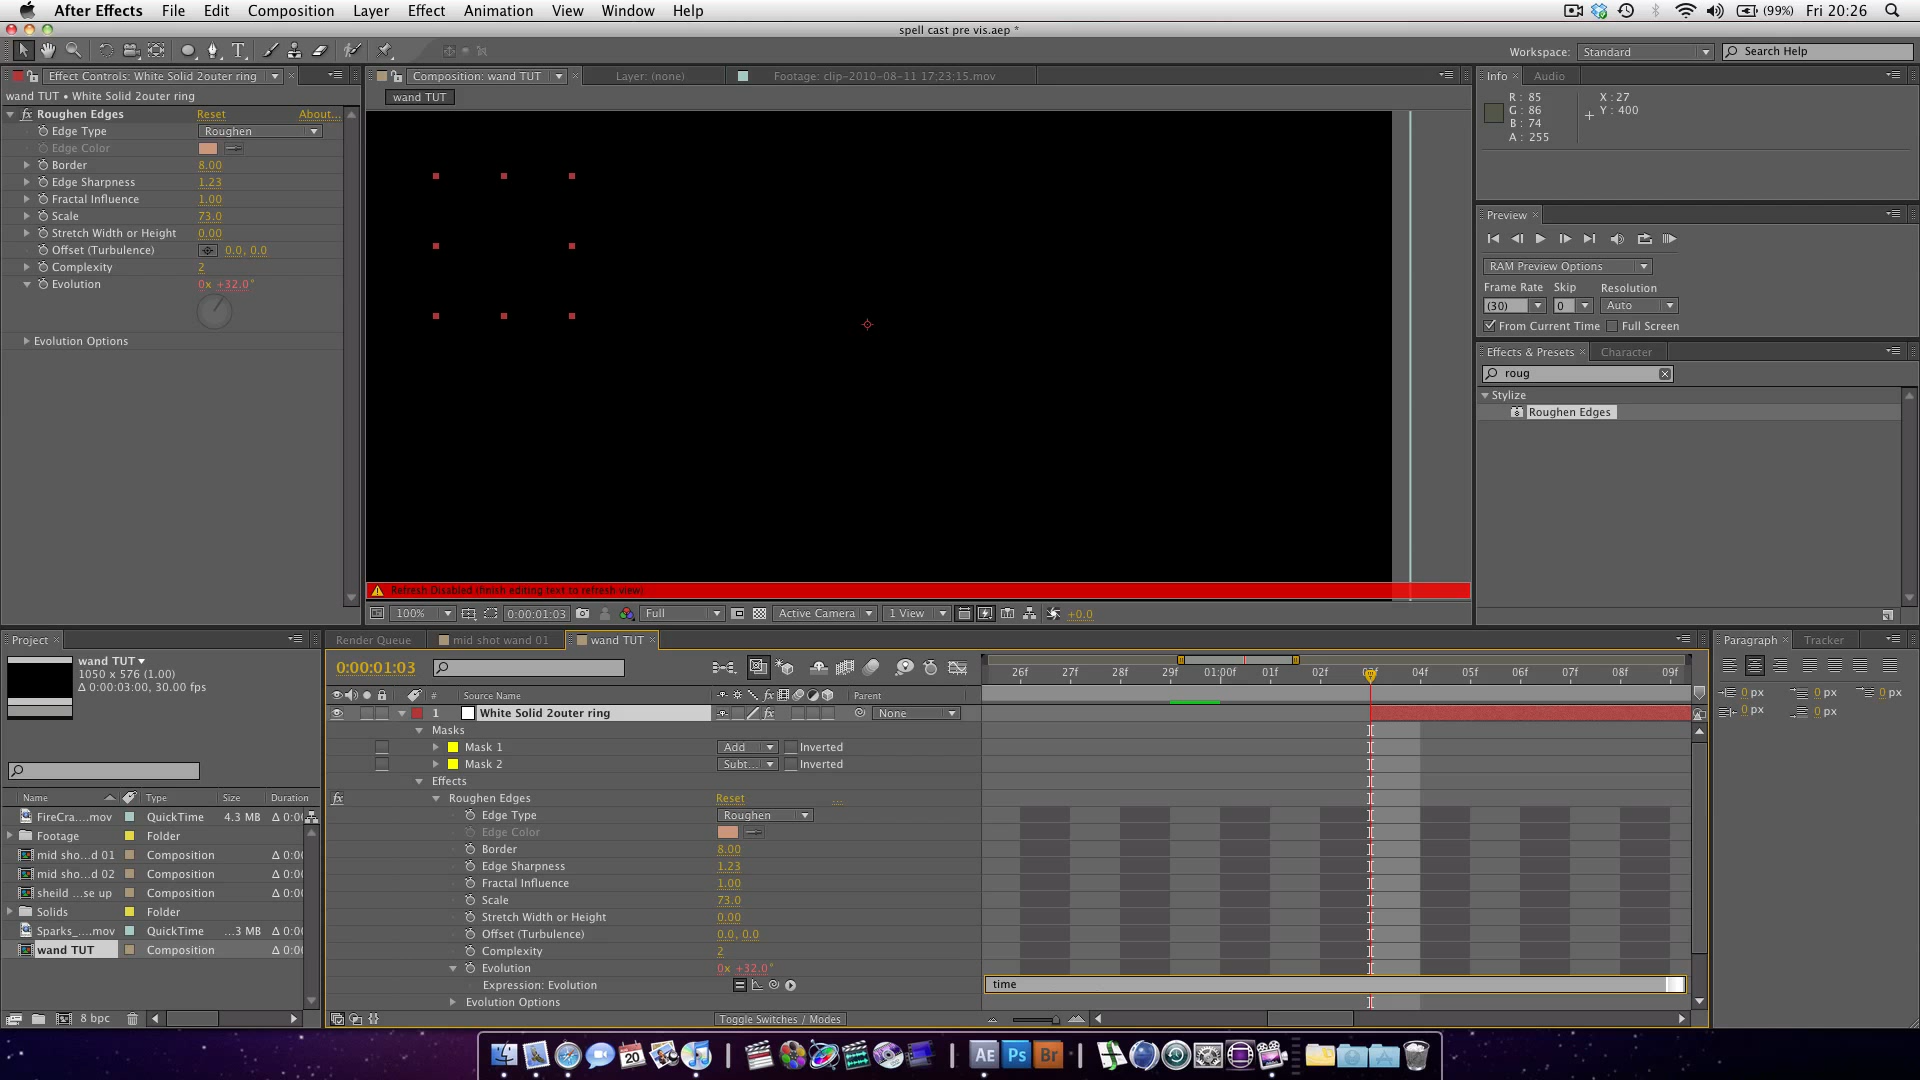 After Effects File Edit Composition Layer Effect Animation View Window Help (99%) Fri 20:26
spell cast pre vis.aep *
Workspace: Standard Search Help
Effect Controls: White Solid 2outer ring
Composition: wand TUT Layer: (none) Footage: clip-2010-08-11 17:23:15.mov
Info Audio
wand TUT • White Solid 2outer ring
wand TUT
R: 85 X: 27
G: 86 Y: 400
B: 74
A: 255
fx Roughen Edges Reset About...
Edge Type Roughen
Edge Color
Border 8.00
Edge Sharpness 1.23
Fractal Influence 1.00
Scale 73.0
Stretch Width or Height 0.00
Offset (Turbulence) 0.0, 0.0
Complexity 2
Evolution 0x +32.0°
Evolution Options
Preview
RAM Preview Options
Frame Rate Skip Resolution
(30) 0 Auto
From Current Time Full Screen
Effects & Presets Character
roug
Stylize
Roughen Edges
Refresh Disabled (finish editing text to refresh view)
100% 0:00:01:03 Full Active Camera 1 View +0.0
Project
wand TUT
1050 x 576 (1.00)
Δ 0:00:03:00, 30.00 fps
Name Type Size Duration
FireCra....mov QuickTime 4.3 MB Δ 0:0
Footage Folder
mid sho...d 01 Composition Δ 0:0
mid sho...d 02 Composition Δ 0:0
sheild ...se up Composition Δ 0:0
Solids Folder
Sparks_....mov QuickTime ...3 MB Δ 0:0
wand TUT Composition Δ 0:0
8 bpc
Render Queue mid shot wand 01 wand TUT
0:00:01:03
26f 27f 28f 29f 01:00f 01f 02f 04f 05f 06f 07f 08f 09f
# Source Name fx Parent
1 White Solid 2outer ring fx None
Masks
Mask 1 Add Inverted
Mask 2 Subt... Inverted
Effects
fx Roughen Edges Reset ...
Edge Type Roughen
Edge Color
Border 8.00
Edge Sharpness 1.23
Fractal Influence 1.00
Scale 73.0
Stretch Width or Height 0.00
Offset (Turbulence) 0.0, 0.0
Complexity 2
Evolution 0x +32.0°
Expression: Evolution time
Evolution Options
Toggle Switches / Modes
Paragraph Tracker
0 px 0 px 0 px
0 px 0 px
20 AE Ps Br